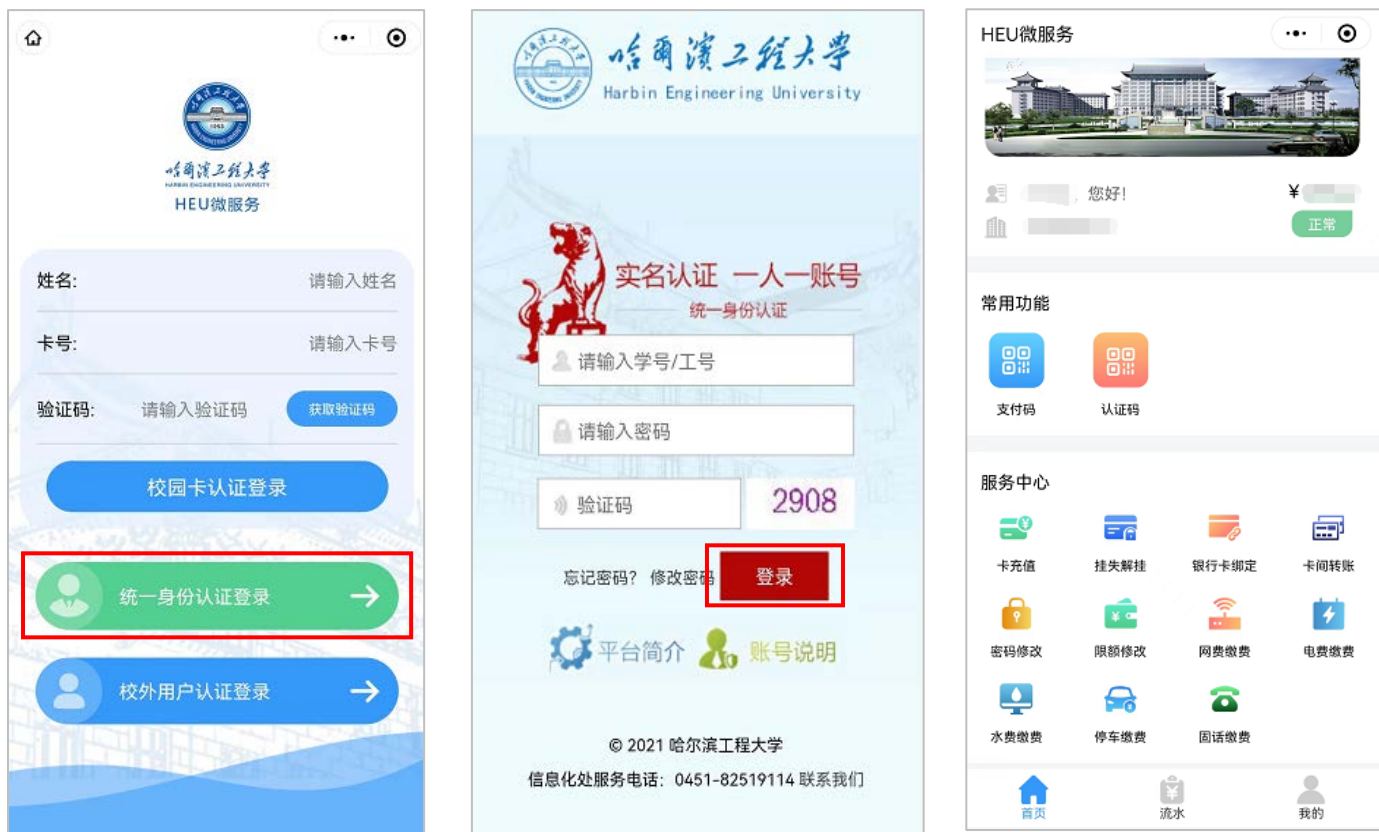 哈尔滨工程大学
HARBIN ENGINEERING UNIVERSITY
HEU微服务
姓名:
请输入姓名
卡号:
请输入卡号
验证码:
请输入验证码
获取验证码
校园卡认证登录
统一身份认证登录
校外用户认证登录
哈尔滨工程大学
Harbin Engineering University
实名认证 一人一账号
统一身份认证
请输入学号/工号
请输入密码
验证码
2908
忘记密码? 修改密码
登录
平台简介
账号说明
© 2021 哈尔滨工程大学
信息化处服务电话: 0451-82519114 联系我们
HEU微服务
, 您好!
¥
正常
常用功能
支付码 认证码
服务中心
卡充值 挂失解挂 银行卡绑定 卡间转账
密码修改 限额修改 网费缴费 电费缴费
水费缴费 停车缴费 固话缴费
首页 流水 我的